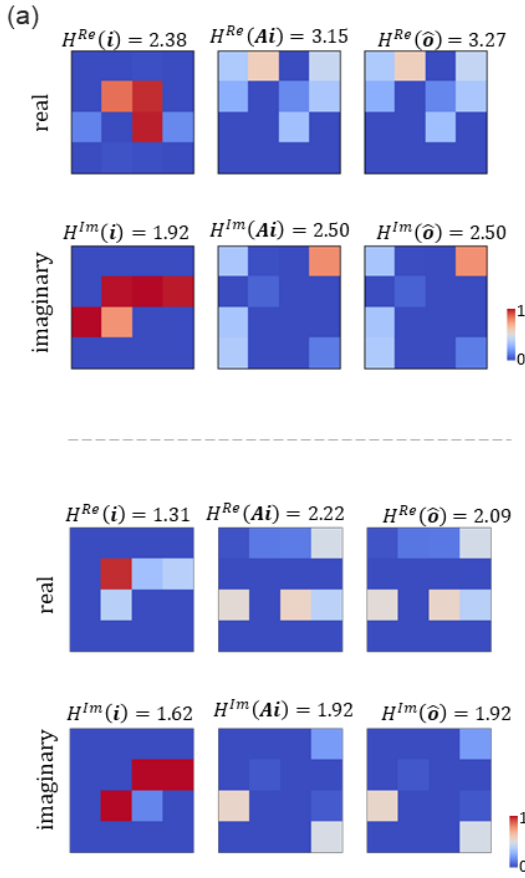 (a)
H^{Re}(i) = 2.38 H^{Re}(Ai) = 3.15 H^{Re}(ô) = 3.27
real
H^{Im}(i) = 1.92 H^{Im}(Ai) = 2.50 H^{Im}(ô) = 2.50
imaginary
1
0
H^{Re}(i) = 1.31 H^{Re}(Ai) = 2.22 H^{Re}(ô) = 2.09
real
H^{Im}(i) = 1.62 H^{Im}(Ai) = 1.92 H^{Im}(ô) = 1.92
imaginary
1
0